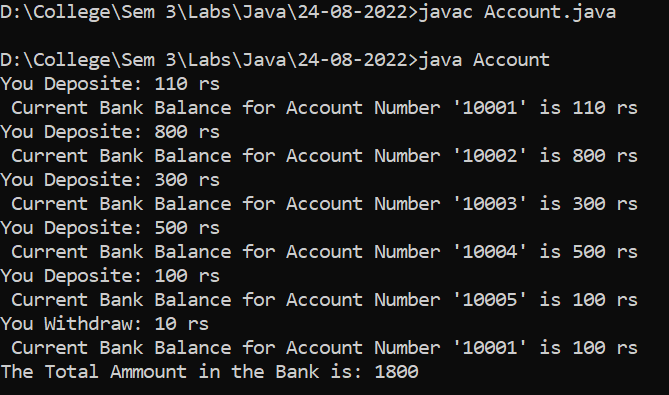 D:\College\Sem 3\Labs\Java\24-08-2022>javac Account.java
D:\College\Sem 3\Labs\Java\24-08-2022>java Account
You Deposite: 110 rs
 Current Bank Balance for Account Number '10001' is 110 rs
You Deposite: 800 rs
 Current Bank Balance for Account Number '10002' is 800 rs
You Deposite: 300 rs
 Current Bank Balance for Account Number '10003' is 300 rs
You Deposite: 500 rs
 Current Bank Balance for Account Number '10004' is 500 rs
You Deposite: 100 rs
 Current Bank Balance for Account Number '10005' is 100 rs
You Withdraw: 10 rs
 Current Bank Balance for Account Number '10001' is 100 rs
The Total Ammount in the Bank is: 1800